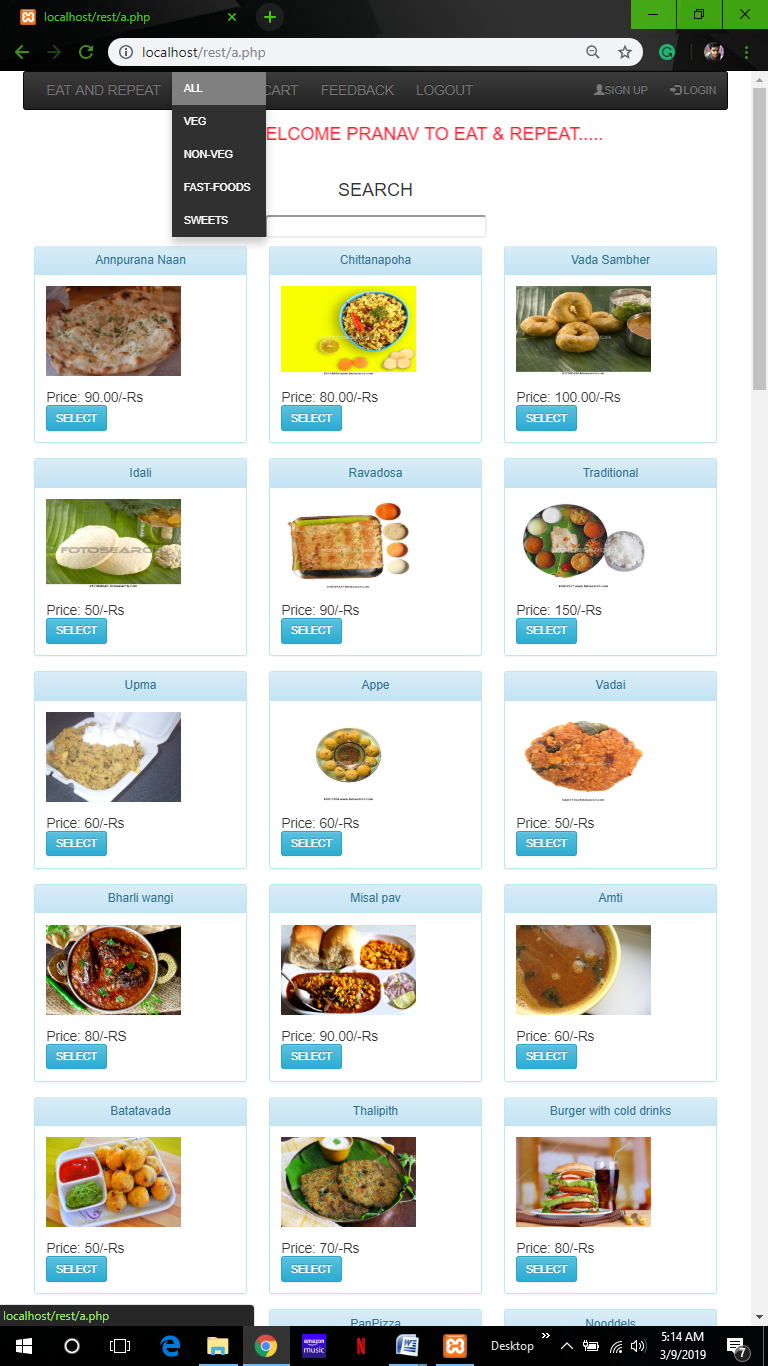 localhost/rest/a.php
localhost/rest/a.php
EAT AND REPEAT CART FEEDBACK LOGOUT SIGN UP LOGIN
ALL
VEG
NON-VEG
FAST-FOODS
SWEETS
ELCOME PRANAV TO EAT & REPEAT.....
SEARCH
Annpurana Naan
Price: 90.00/-Rs
SELECT
Chittanapoha
Price: 80.00/-Rs
SELECT
Vada Sambher
FOTOSEARCH
Price: 100.00/-Rs
SELECT
Idali
FOTOSEARCH
Price: 50/-Rs
SELECT
Ravadosa
Price: 90/-Rs
SELECT
Traditional
Price: 150/-Rs
SELECT
Upma
Price: 60/-Rs
SELECT
Appe
Price: 60/-Rs
SELECT
Vadai
Price: 50/-Rs
SELECT
Bharli wangi
Price: 80/-RS
SELECT
Misal pav
Price: 90.00/-Rs
SELECT
Amti
Price: 60/-Rs
SELECT
Batatavada
Price: 50/-Rs
SELECT
Thalipith
Price: 70/-Rs
SELECT
Burger with cold drinks
Price: 80/-Rs
SELECT
PanPizza
Nooddels
localhost/rest/a.php
amazon music
N
W
Desktop
5:14 AM
3/9/2019
7